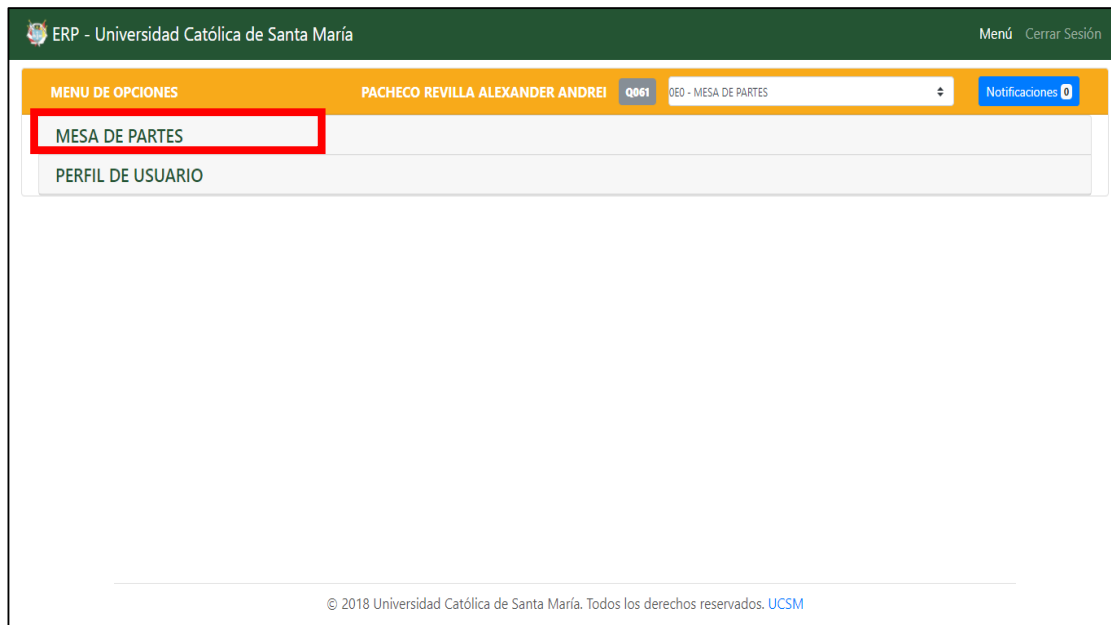 ERP - Universidad Católica de Santa María Menú Cerrar Sesión
MENU DE OPCIONES PACHECO REVILLA ALEXANDER ANDREI Q061 0E0 - MESA DE PARTES Notificaciones 0
MESA DE PARTES
PERFIL DE USUARIO
© 2018 Universidad Católica de Santa María. Todos los derechos reservados. UCSM